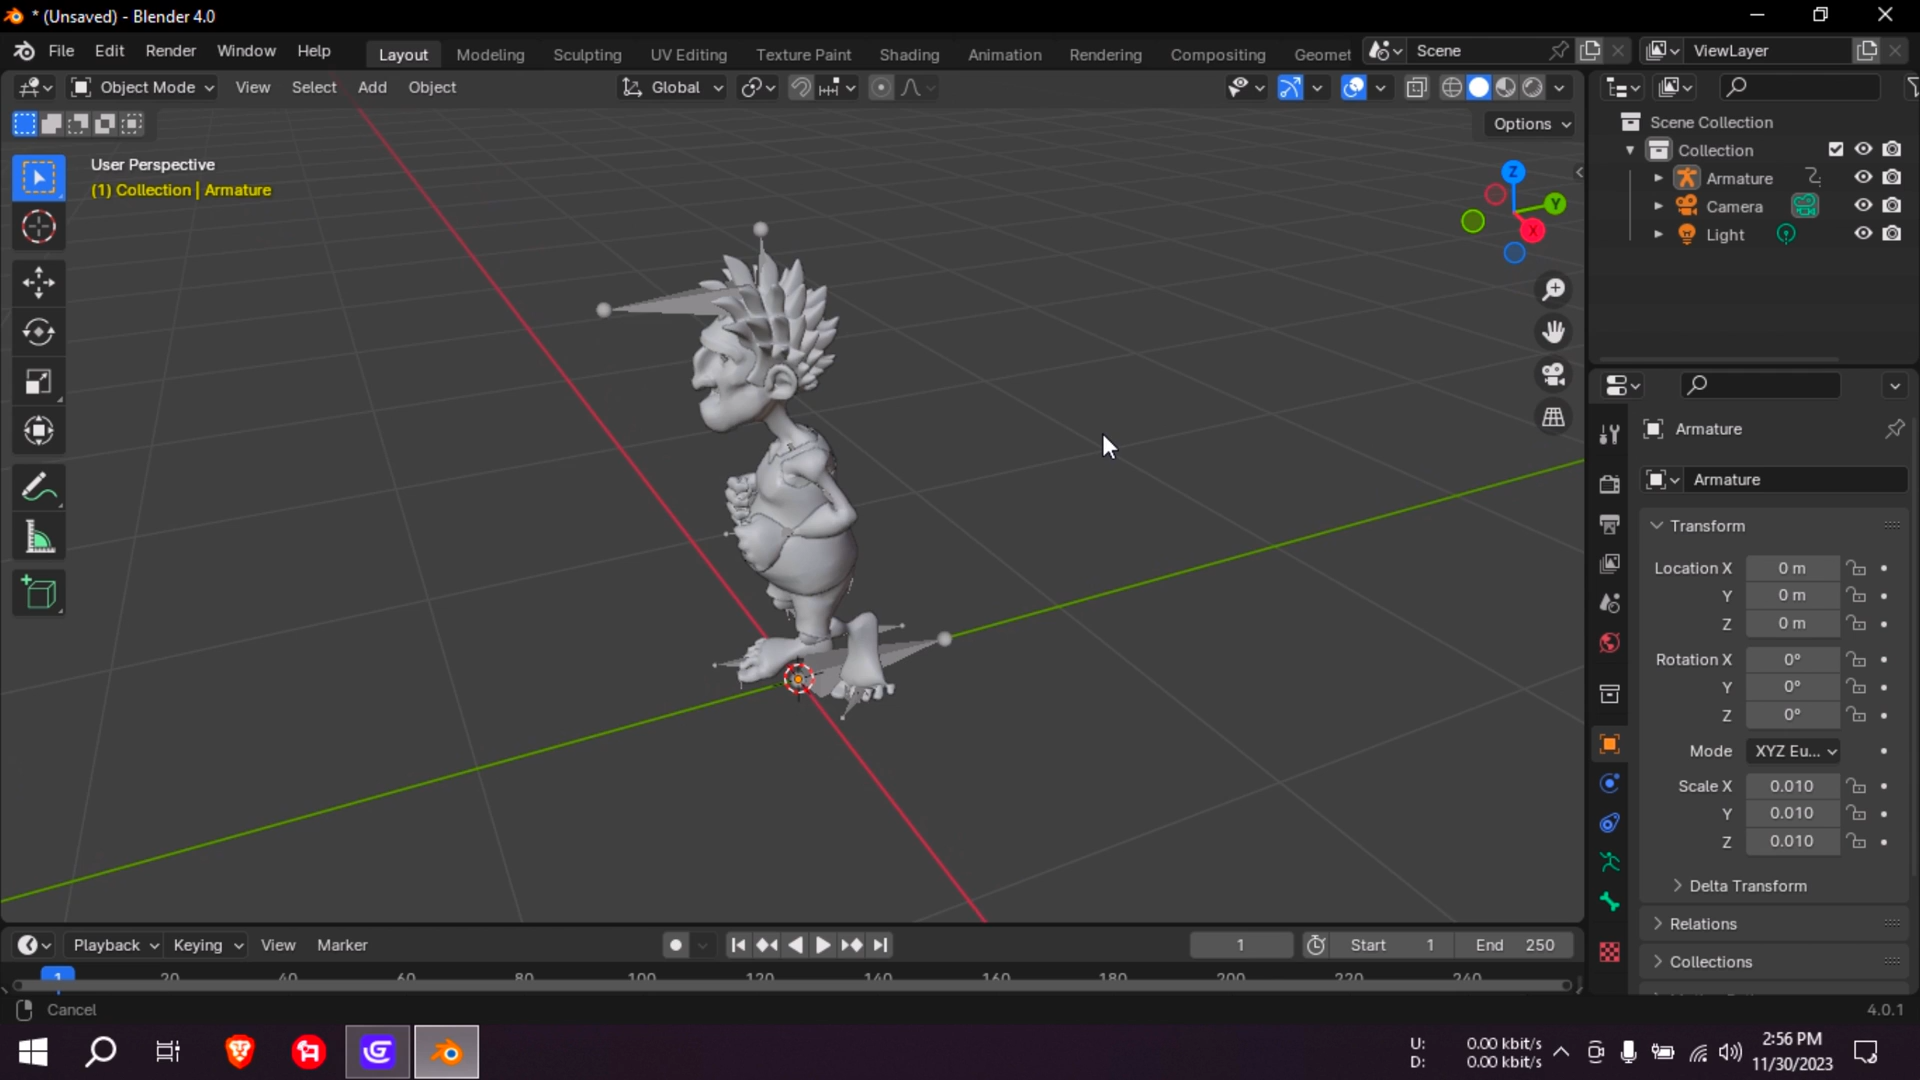 * (Unsaved) - Blender 4.0
File Edit Render Window Help
Layout Modeling Sculpting UV Editing Texture Paint Shading Animation Rendering Compositing Geomet
Scene
ViewLayer
Object Mode View Select Add Object
Global
Options
User Perspective
(1) Collection | Armature
Z
Y
X
Scene Collection
Collection
Armature
Camera
Light
Armature
Armature
Transform
Location X 0 m
Y 0 m
Z 0 m
Rotation X 0°
Y 0°
Z 0°
Mode XYZ Eu...
Scale X 0.010
Y 0.010
Z 0.010
Delta Transform
Relations
Collections
Playback Keying View Marker
1
Start 1
End 250
1 20 40 60 80 100 120 140 160 180 200 220 240
Cancel
4.0.1
U: 0.00 kbit/s
D: 0.00 kbit/s
2:56 PM
11/30/2023